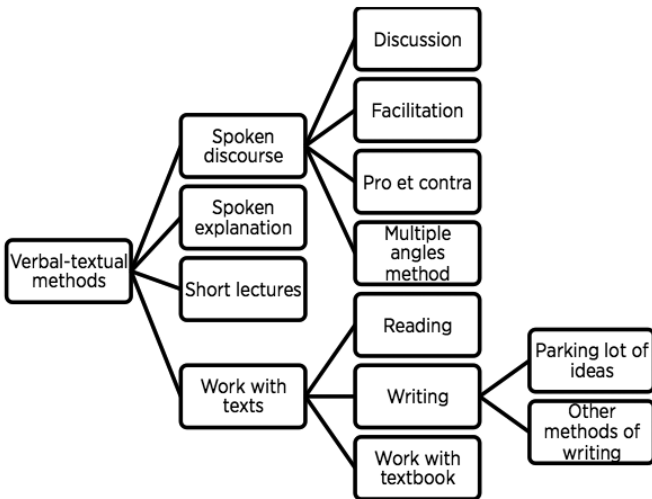 Verbal-textual
methods
Spoken
discourse
Spoken
explanation
Short lectures
Work with
texts
Discussion
Facilitation
Pro et contra
Multiple
angles
method
Reading
Writing
Work with
textbook
Parking lot of
ideas
Other
methods of
writing